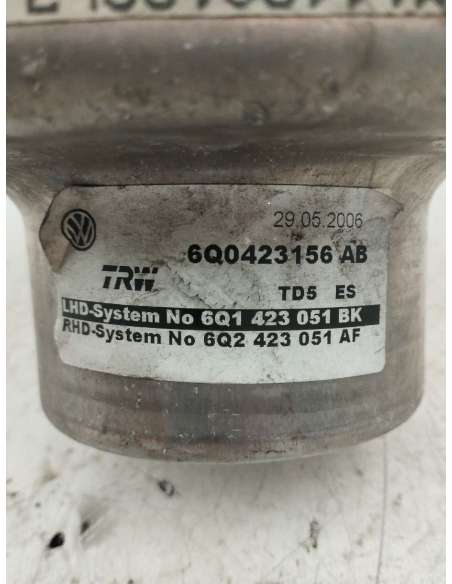 29.05.2006
6Q0423156 AB
TRW
TD5 ES
LHD-System No 6Q1 423 051 BK
RHD-System No 6Q2 423 051 AF